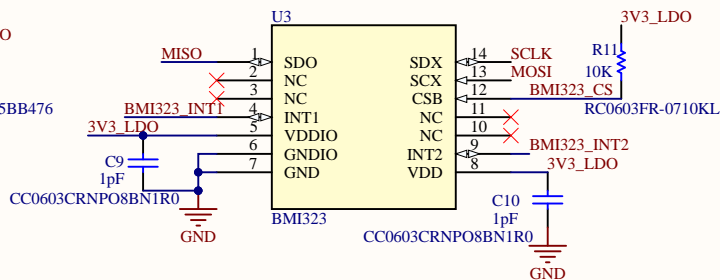 O
5BB476
U3
BMI323
MISO
1 SDO
2 NC
3 NC
BMI323_INT1 4 INT1
3V3_LDO 5 VDDIO
6 GNDIO
7 GND
C9
1pF
CC0603CRNPO8BN1R0
GND
SDX 14 SCLK
SCX 13 MOSI
CSB 12 BMI323_CS
NC 11
NC 10
INT2 9 BMI323_INT2
VDD 8 3V3_LDO
3V3_LDO
R11
10K
RC0603FR-0710KL
C10
1pF
CC0603CRNPO8BN1R0
GND